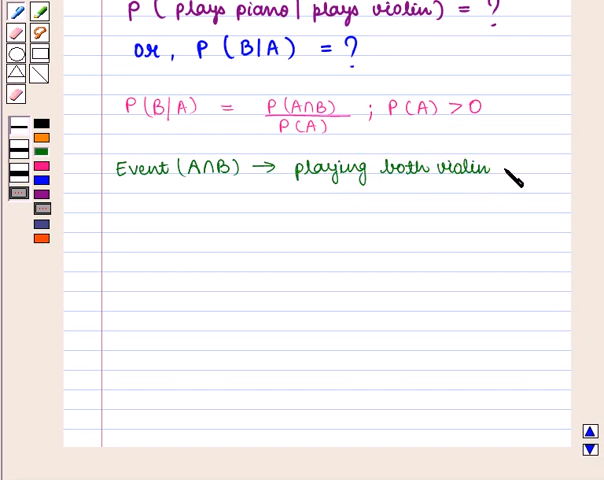 P ( plays piano | plays violin) = ?
or, P (B|A) = ?
P(B|A) = P(A∩B) / P(A) ; P(A) > 0
Event (A∩B) → playing both violin